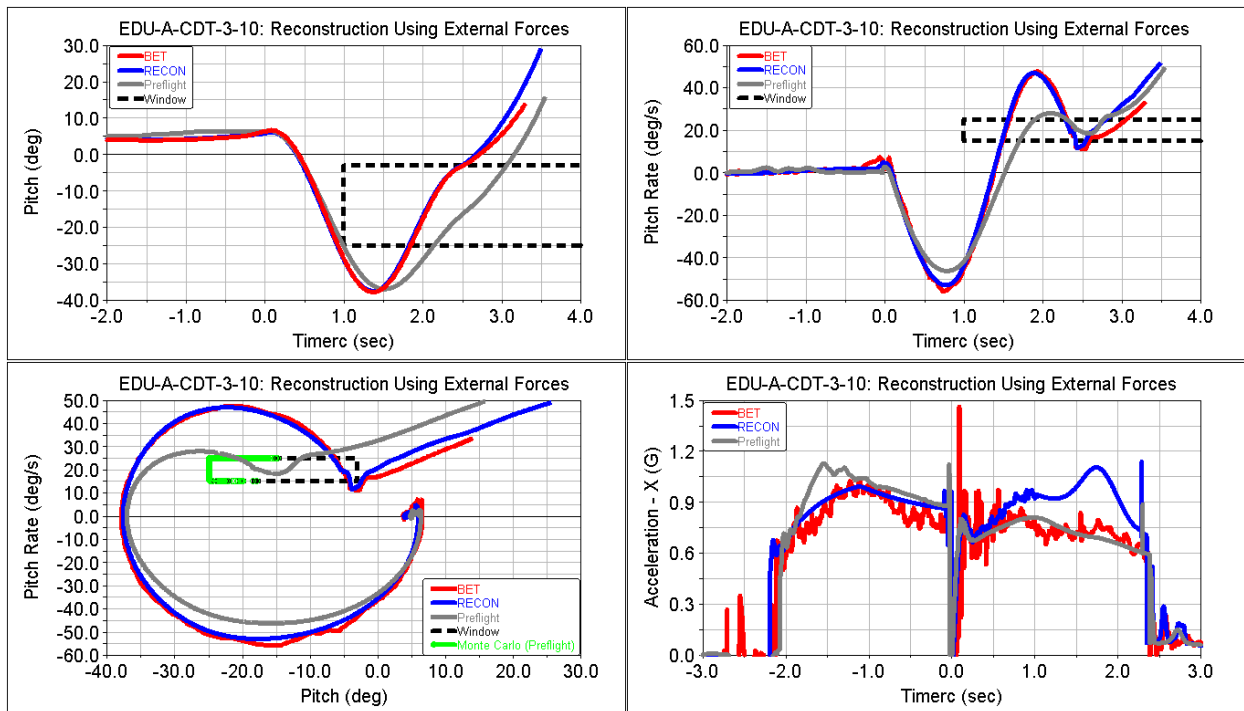 EDU-A-CDT-3-10: Reconstruction Using External Forces
30.0
20.0
10.0
0.0
-10.0
-20.0
-30.0
-40.0
Pitch (deg)
BET
RECON
Preflight
Window
-2.0 -1.0 0.0 1.0 2.0 3.0 4.0
Timerc (sec)
EDU-A-CDT-3-10: Reconstruction Using External Forces
60.0
40.0
20.0
0.0
-20.0
-40.0
-60.0
Pitch Rate (deg/s)
BET
RECON
Preflight
Window
-2.0 -1.0 0.0 1.0 2.0 3.0 4.0
Timerc (sec)
EDU-A-CDT-3-10: Reconstruction Using External Forces
50.0
40.0
30.0
20.0
10.0
0.0
-10.0
-20.0
-30.0
-40.0
-50.0
-60.0
Pitch Rate (deg/s)
BET
RECON
Preflight
Window
Monte Carlo (Preflight)
-40.0 -30.0 -20.0 -10.0 0.0 10.0 20.0 30.0
Pitch (deg)
EDU-A-CDT-3-10: Reconstruction Using External Forces
1.5
1.2
0.9
0.6
0.3
0.0
Acceleration - X (G)
BET
RECON
Preflight
-3.0 -2.0 -1.0 0.0 1.0 2.0 3.0
Timerc (sec)